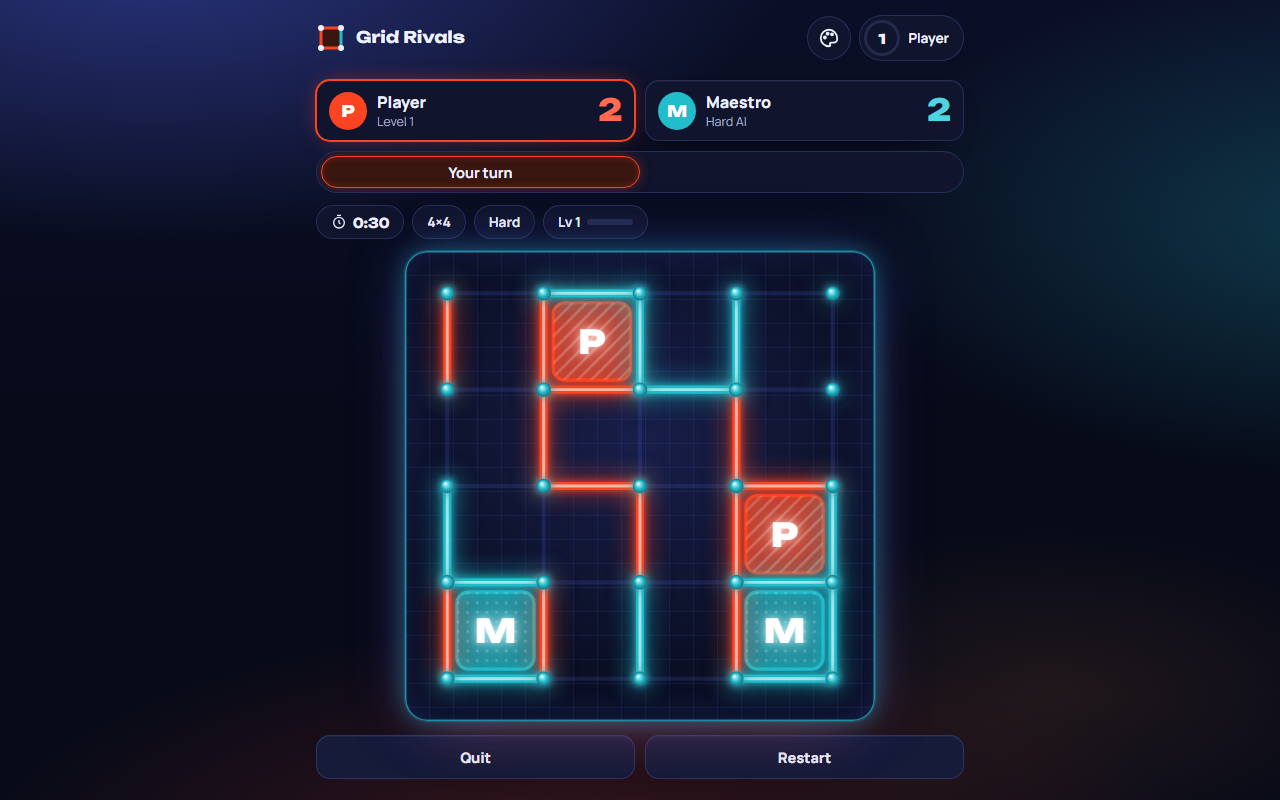 Grid Rivals
1 Player
P Player 2
Level 1
M Maestro 2
Hard AI
Your turn
0:30 4×4 Hard Lv 1
P
P
M M
Quit Restart